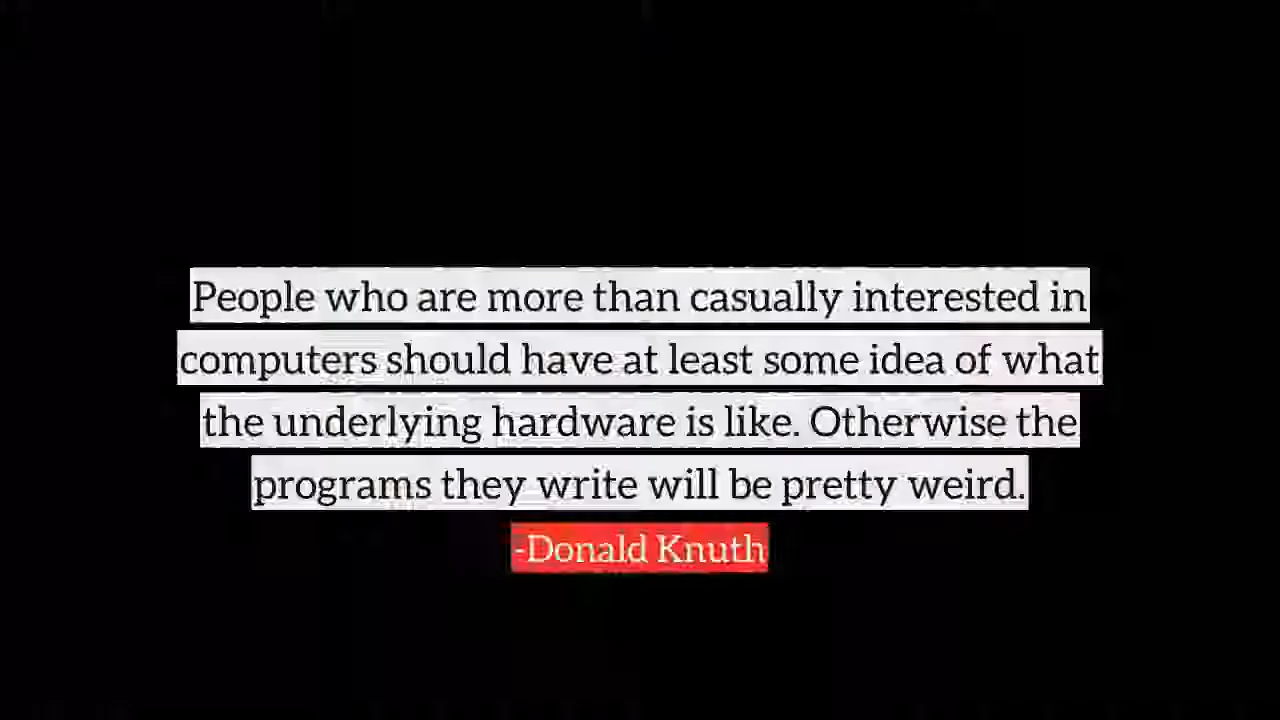 People who are more than casually interested in
computers should have at least some idea of what
the underlying hardware is like. Otherwise the
programs they write will be pretty weird.
-Donald Knuth